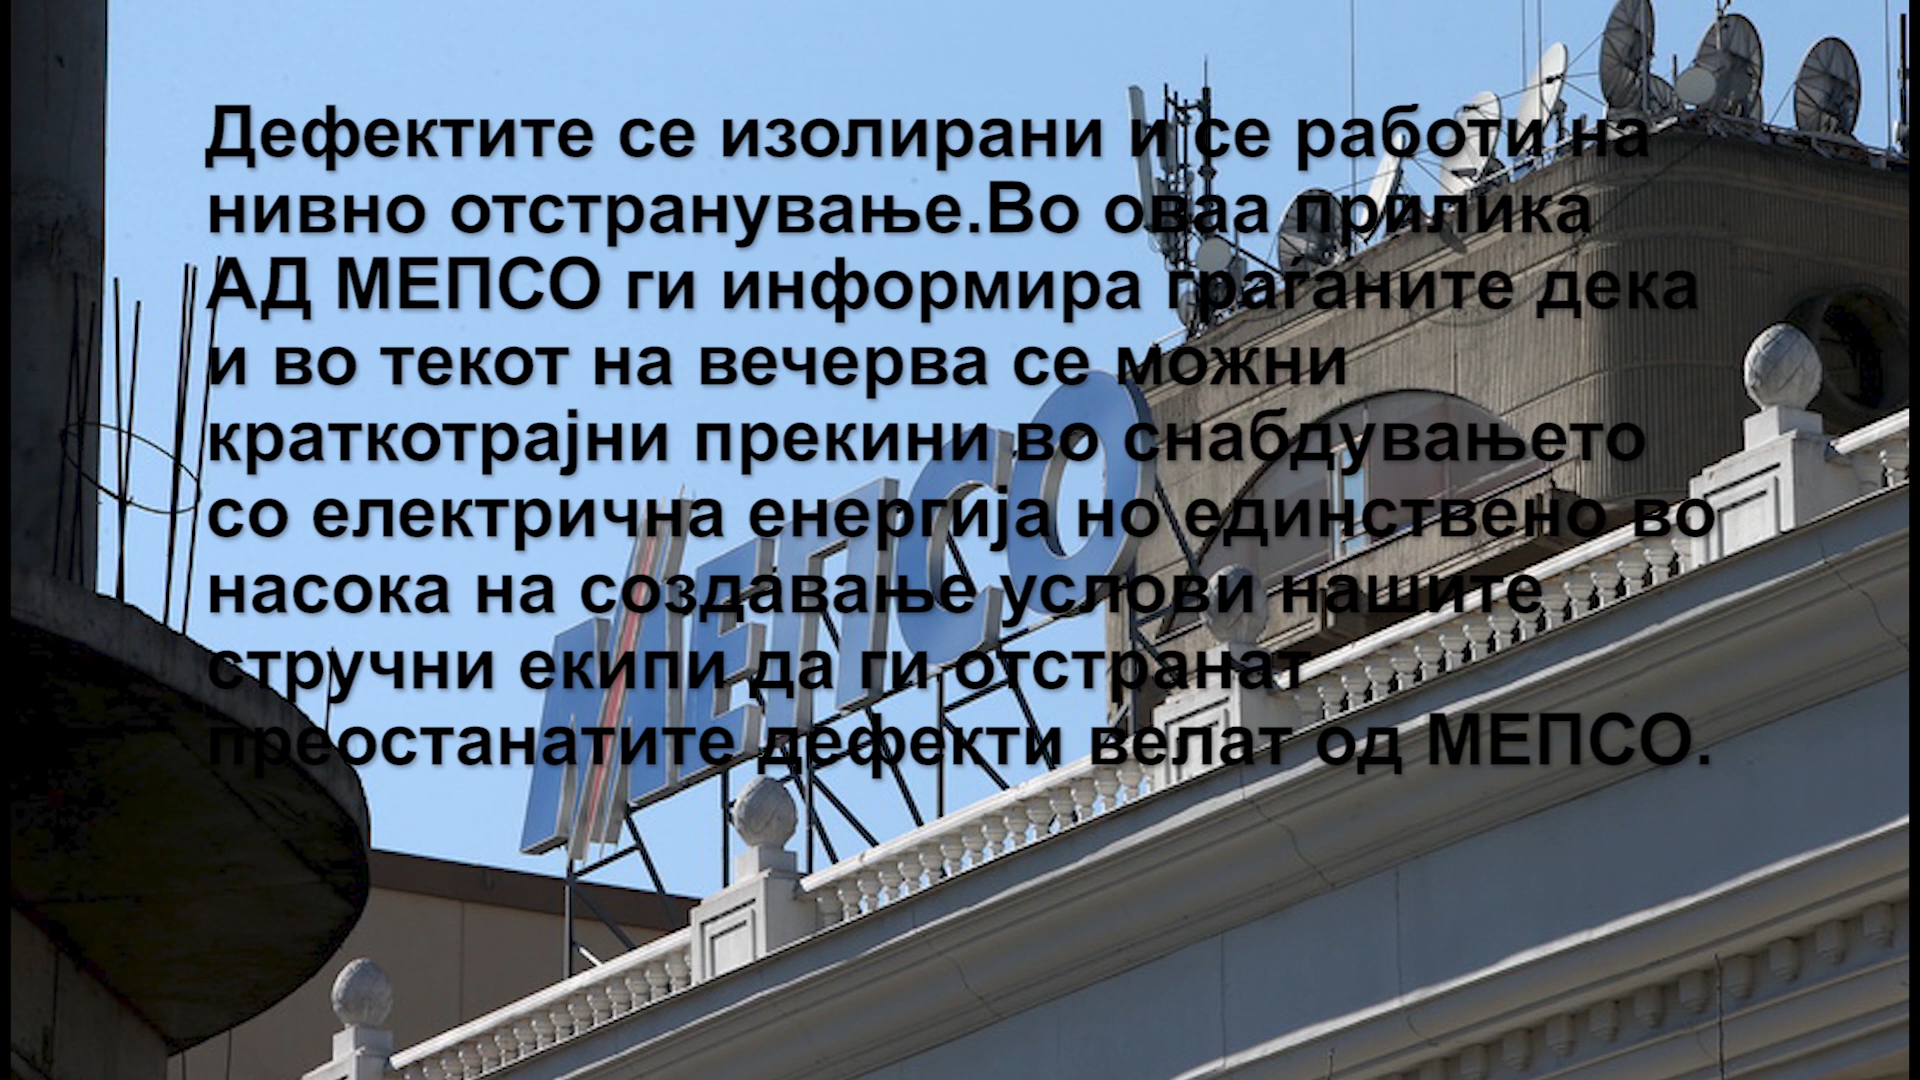 Дефектите се изолирани и се работи на
нивно отстранување.Во оваа прилика
АД МЕПСО ги информира граѓаните дека
и во текот на вечерва се можни
краткотрајни прекини во снабдувањето
со електрична енергија но единствено во
насока на создавање услови нашите
стручни екипи да ги отстранат
преостанатите дефекти велат од МЕПСО.
МЕПСО